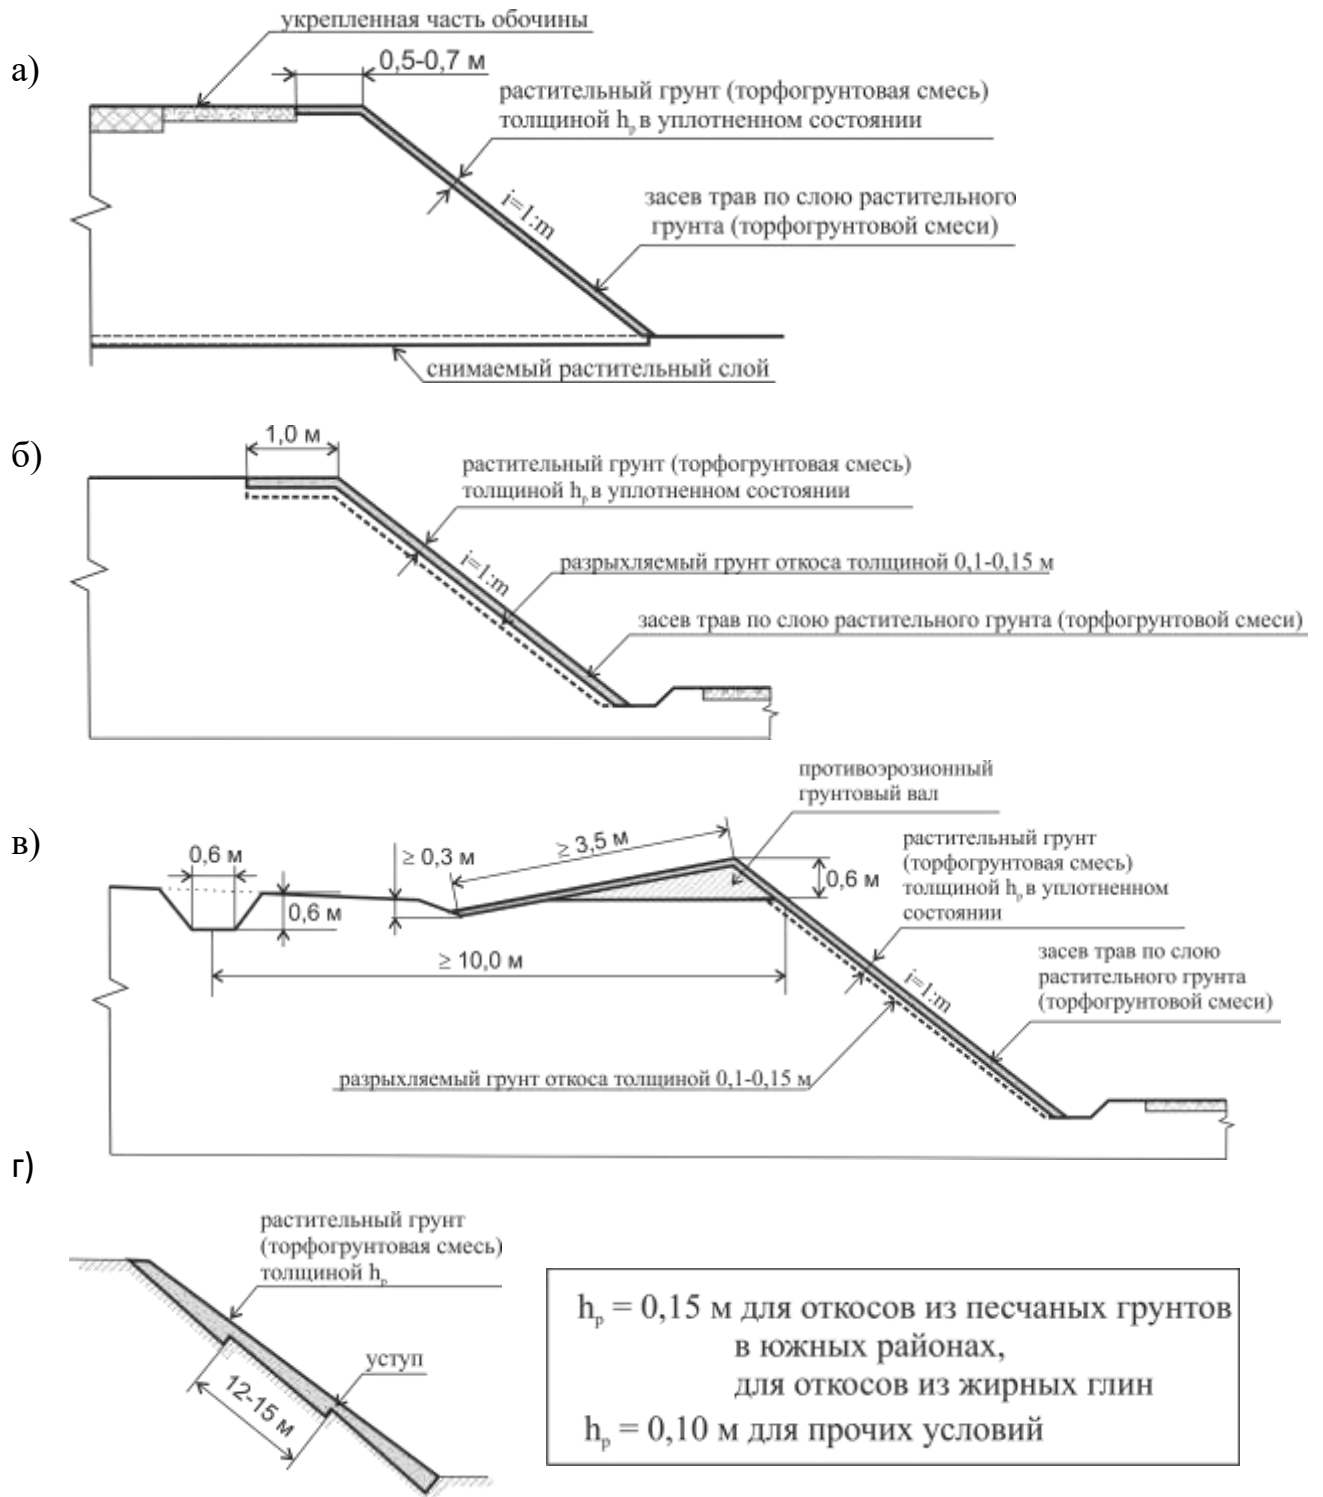 а)
укрепленная часть обочины
0,5-0,7 м
растительный грунт (торфогрунтовая смесь)
толщиной hр в уплотненном состоянии
i=1:m
засев трав по слою растительного
грунта (торфогрунтовой смеси)
снимаемый растительный слой
б)
1,0 м
растительный грунт (торфогрунтовая смесь)
толщиной hр в уплотненном состоянии
i=1:m
разрыхляемый грунт откоса толщиной 0,1-0,15 м
засев трав по слою растительного грунта (торфогрунтовой смеси)
в)
противоэрозионный
грунтовый вал
0,6 м
0,6 м
≥ 0,3 м
≥ 3,5 м
0,6 м
растительный грунт
(торфогрунтовая смесь)
толщиной hр в уплотненном
состоянии
≥ 10,0 м
i=1:m
засев трав по слою
растительного грунта
(торфогрунтовой смеси)
разрыхляемый грунт откоса толщиной 0,1-0,15 м
г)
растительный грунт
(торфогрунтовая смесь)
толщиной hр
уступ
12-15 м
hр = 0,15 м для откосов из песчаных грунтов
в южных районах,
для откосов из жирных глин
hр = 0,10 м для прочих условий